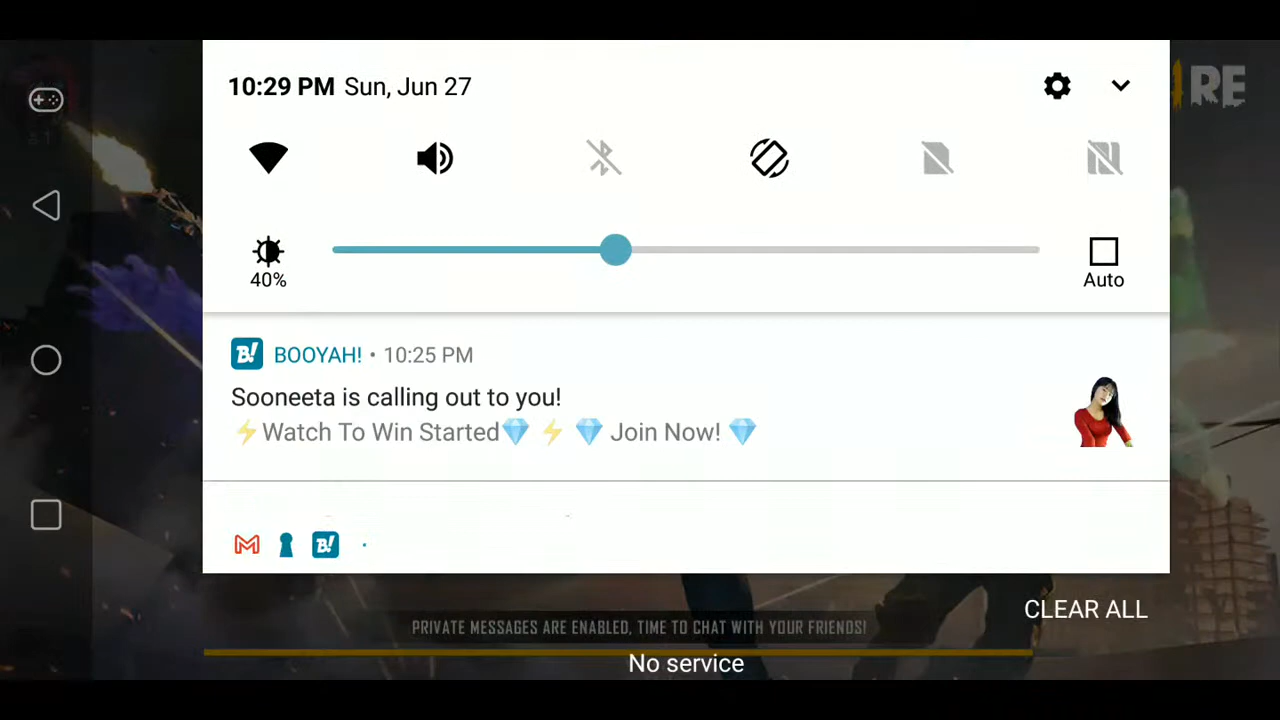 10:29 PM Sun, Jun 27
RE
40%
Auto
B! BOOYAH! • 10:25 PM
Sooneeta is calling out to you!
⚡Watch To Win Started💎 ⚡ 💎 Join Now! 💎
B!
CLEAR ALL
PRIVATE MESSAGES ARE ENABLED, TIME TO CHAT WITH YOUR FRIENDS!
No service